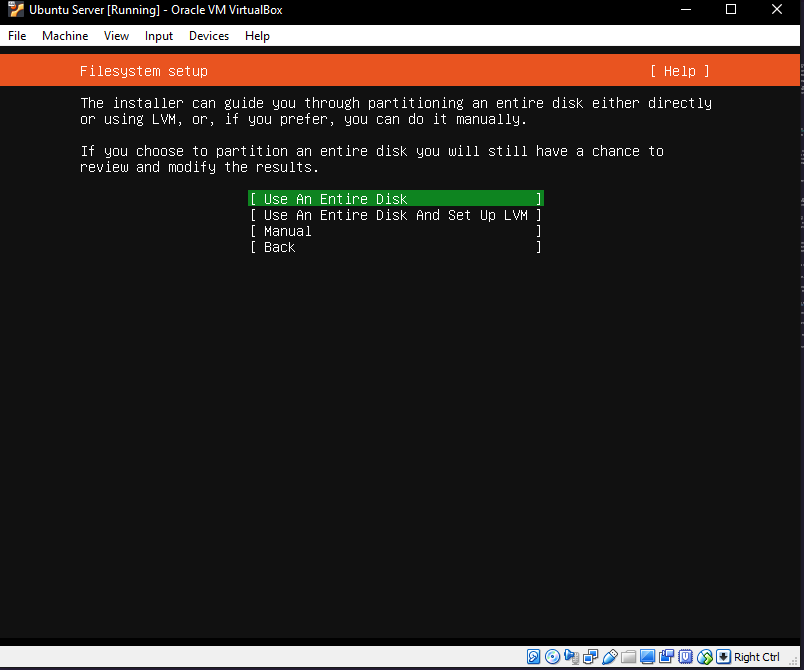 Ubuntu Server [Running] - Oracle VM VirtualBox
File Machine View Input Devices Help
Filesystem setup [ Help ]
The installer can guide you through partitioning an entire disk either directly
or using LVM, or, if you prefer, you can do it manually.
If you choose to partition an entire disk you will still have a chance to
review and modify the results.
[ Use An Entire Disk ]
[ Use An Entire Disk And Set Up LVM ]
[ Manual ]
[ Back ]
Right Ctrl